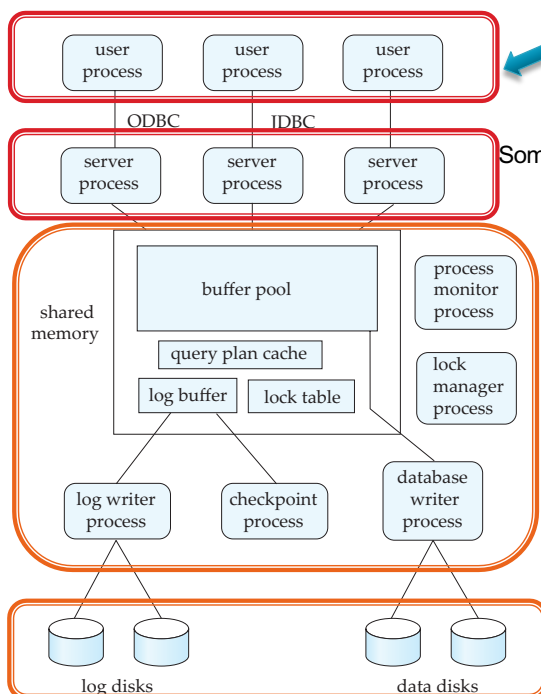 user
process
user
process
user
process
ODBC
JDBC
server
process
server
process
server
process
Som
shared
memory
buffer pool
query plan cache
log buffer
lock table
process
monitor
process
lock
manager
process
log writer
process
checkpoint
process
database
writer
process
log disks
data disks